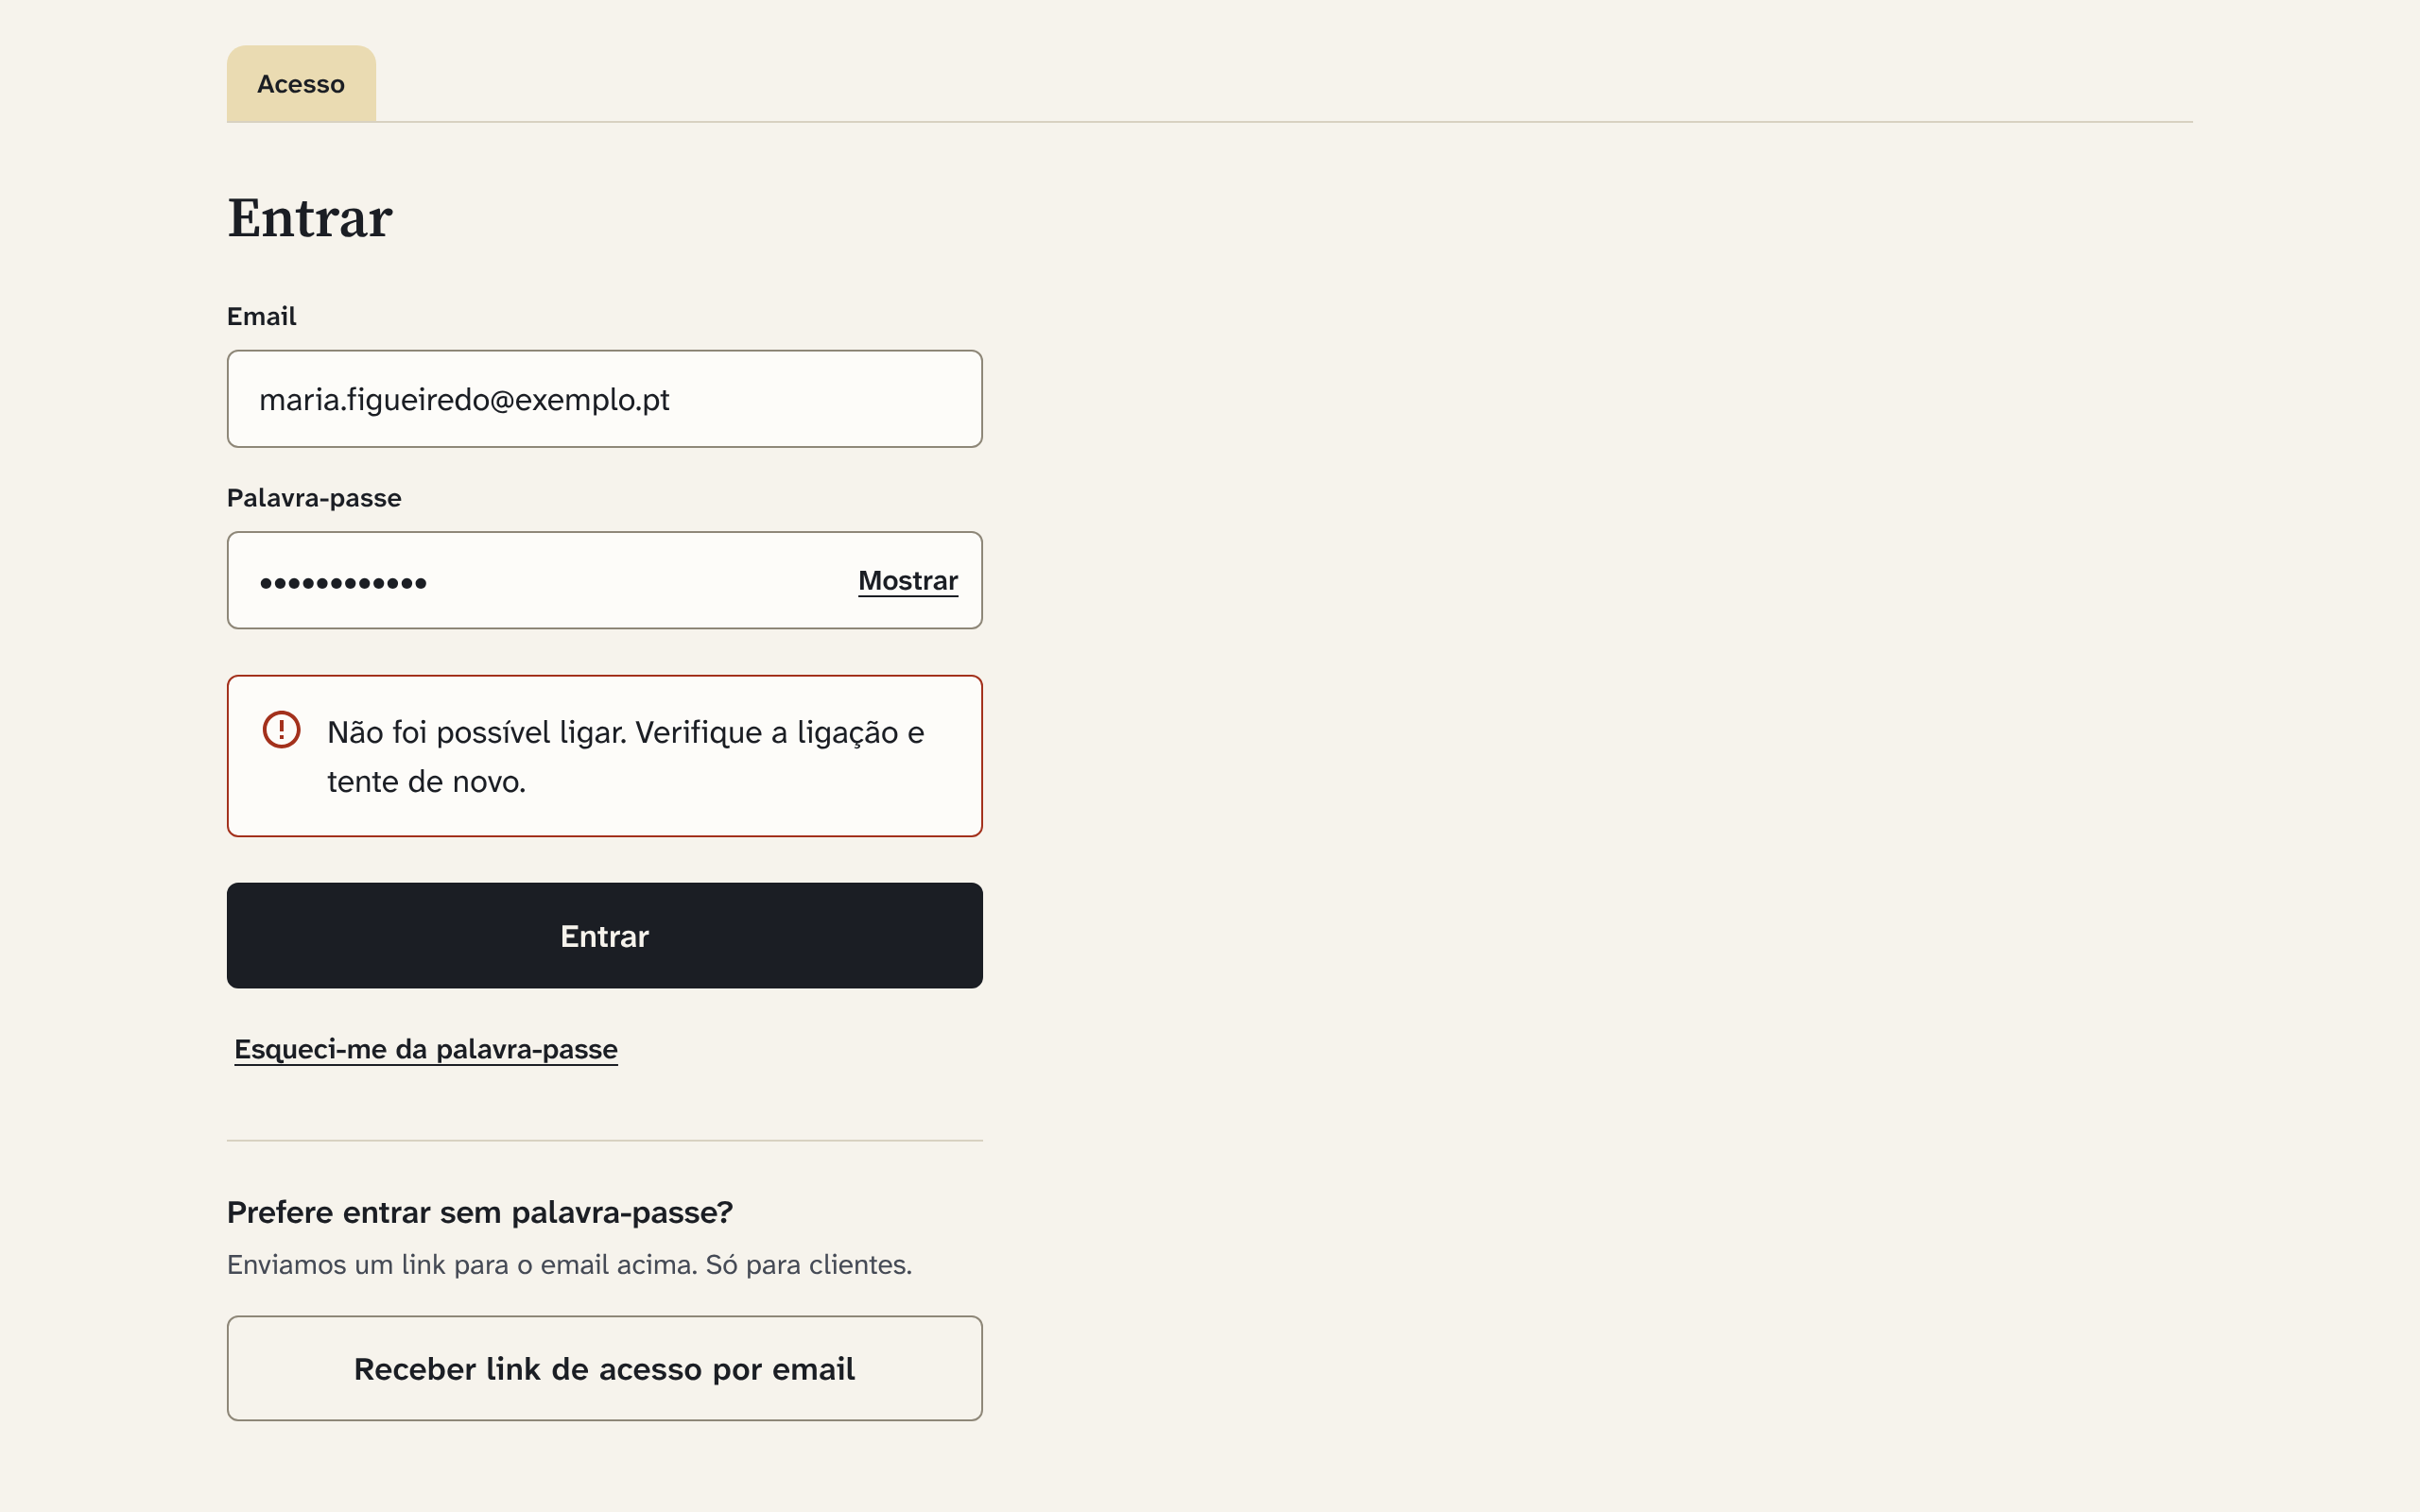 Acesso
Entrar
Email
maria.figueiredo@exemplo.pt
Palavra-passe
••••••••••••
Mostrar
Não foi possível ligar. Verifique a ligação e
tente de novo.
Entrar
Esqueci-me da palavra-passe
Prefere entrar sem palavra-passe?
Enviamos um link para o email acima. Só para clientes.
Receber link de acesso por email